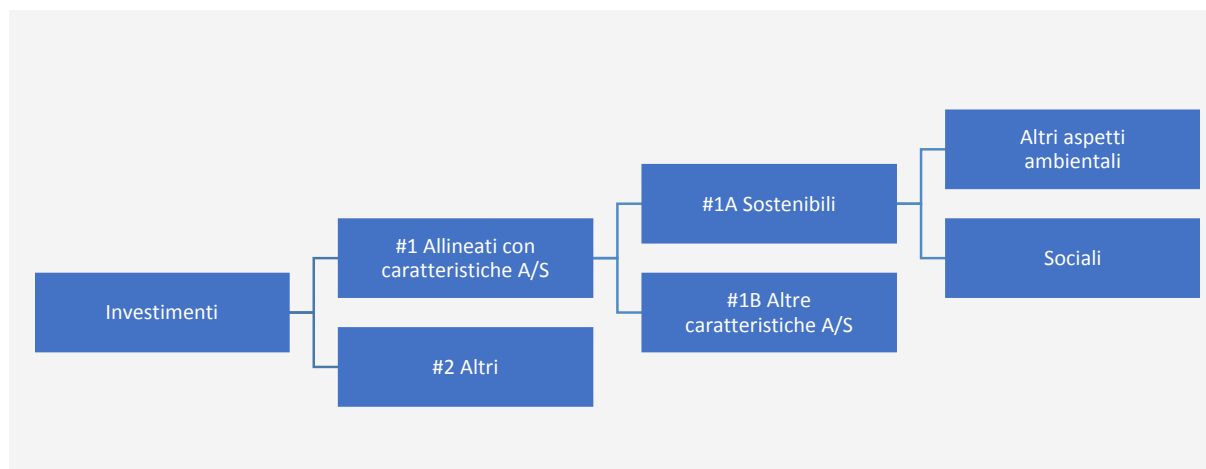 Investimenti
#1 Allineati con
caratteristiche A/S
#2 Altri
#1A Sostenibili
#1B Altre
caratteristiche A/S
Altri aspetti
ambientali
Sociali